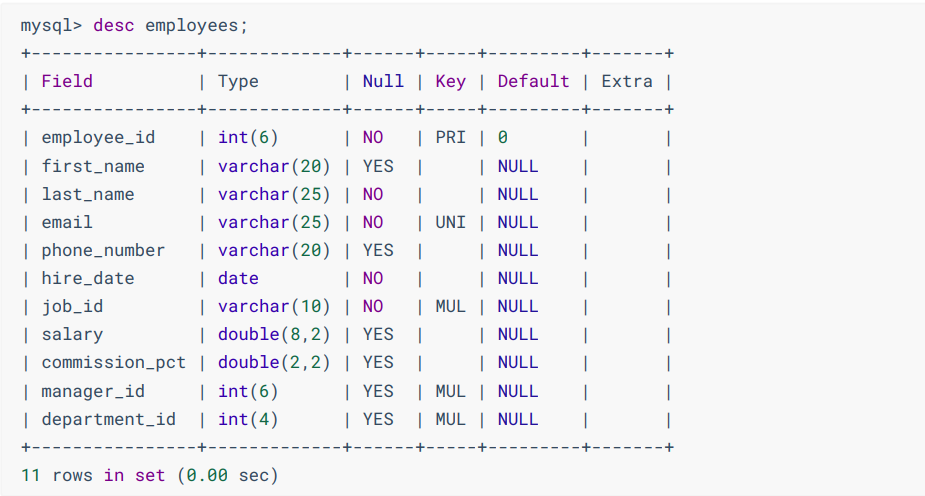 mysql> desc employees;
+----------------+-------------+------+-----+---------+-------+
| Field          | Type        | Null | Key | Default | Extra |
+----------------+-------------+------+-----+---------+-------+
| employee_id    | int(6)      | NO   | PRI | 0       |       |
| first_name     | varchar(20) | YES  |     | NULL    |       |
| last_name      | varchar(25) | NO   |     | NULL    |       |
| email          | varchar(25) | NO   | UNI | NULL    |       |
| phone_number   | varchar(20) | YES  |     | NULL    |       |
| hire_date      | date        | NO   |     | NULL    |       |
| job_id         | varchar(10) | NO   | MUL | NULL    |       |
| salary         | double(8,2) | YES  |     | NULL    |       |
| commission_pct | double(2,2) | YES  |     | NULL    |       |
| manager_id     | int(6)      | YES  | MUL | NULL    |       |
| department_id  | int(4)      | YES  | MUL | NULL    |       |
+----------------+-------------+------+-----+---------+-------+
11 rows in set (0.00 sec)